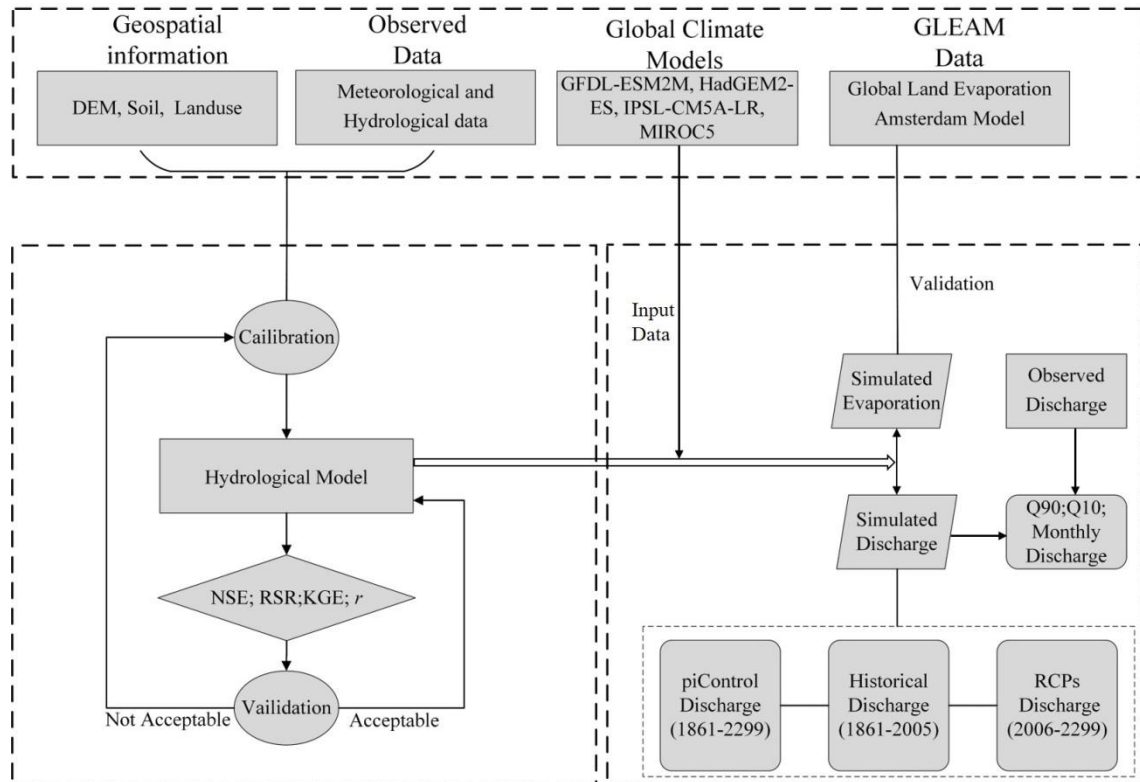 Geospatial
information
Observed
Data
Global Climate
Models
GLEAM
Data
DEM, Soil, Landuse
Meteorological and
Hydrological data
GFDL-ESM2M, HadGEM2-
ES, IPSL-CM5A-LR,
MIROC5
Global Land Evaporation
Amsterdam Model
Cailibration
Hydrological Model
NSE; RSR;KGE; r
Vailidation
Not Acceptable
Acceptable
Input
Data
Validation
Simulated
Evaporation
Observed
Discharge
Simulated
Discharge
Q90;Q10;
Monthly
Discharge
piControl
Discharge
(1861-2299)
Historical
Discharge
(1861-2005)
RCPs
Discharge
(2006-2299)